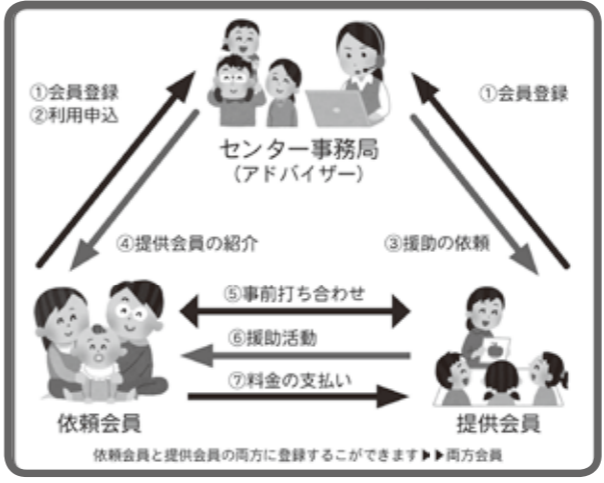 ①会員登録
②利用申込
①会員登録
センター事務局
（アドバイザー）
④提供会員の紹介
③援助の依頼
⑤事前打ち合わせ
⑥援助活動
⑦料金の支払い
依頼会員
提供会員
依頼会員と提供会員の両方に登録するこができます▶▶両方会員